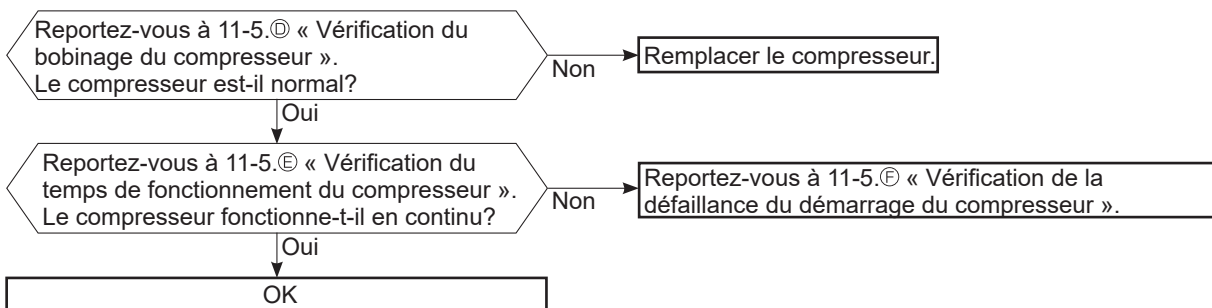 Reportez-vous à 11-5.Ⓓ « Vérification du
bobinage du compresseur ».
Le compresseur est-il normal?
Non
Remplacer le compresseur.
Oui
Reportez-vous à 11-5.Ⓔ « Vérification du
temps de fonctionnement du compresseur ».
Le compresseur fonctionne-t-il en continu?
Non
Reportez-vous à 11-5.Ⓕ « Vérification de la
défaillance du démarrage du compresseur ».
Oui
OK